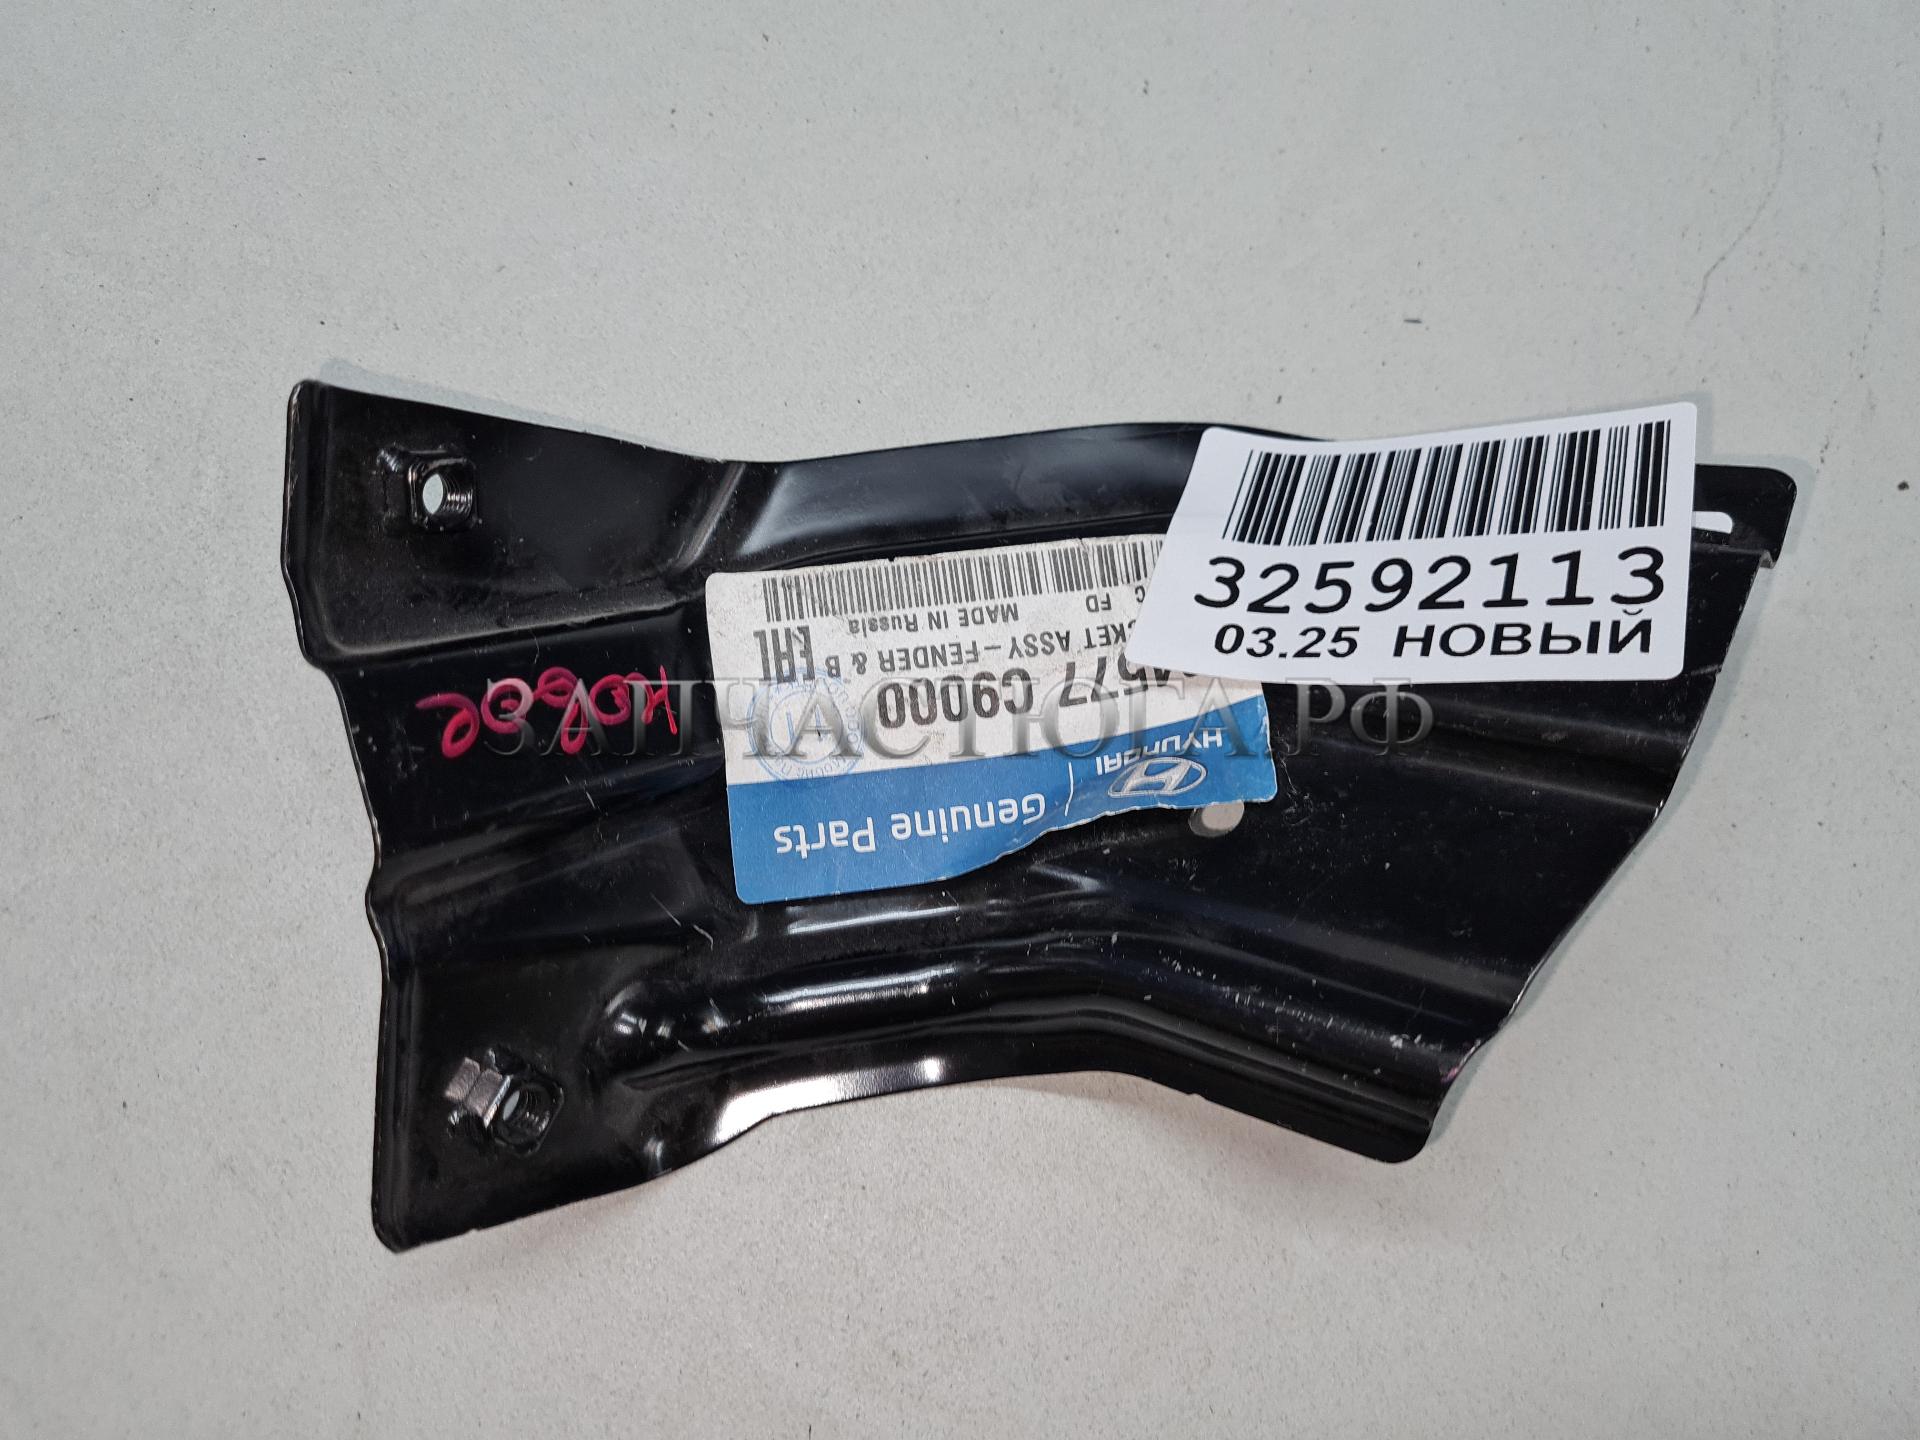 32592113
03.25 НОВЫЙ
HYUNDAI
Genuine Parts
577 C9000
CKET ASSY-FENDER & B
C FD
MADE IN Russia
EAC
новое
ЗАПЧАСТЮГА.РФ